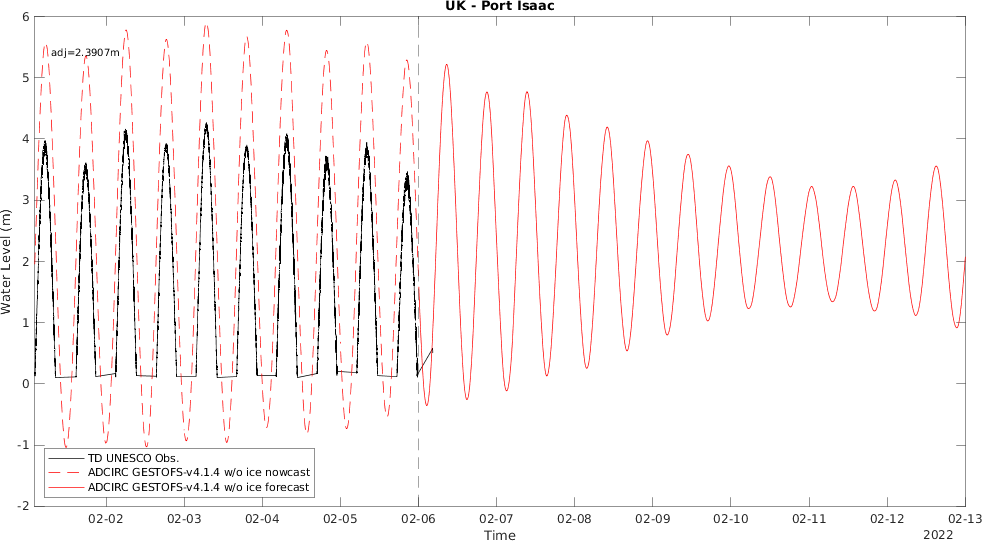 UK - Port Isaac
adj=2.3907m
6
5
4
3
2
1
0
-1
-2
Water Level (m)
TD UNESCO Obs.
ADCIRC GESTOFS-v4.1.4 w/o ice nowcast
ADCIRC GESTOFS-v4.1.4 w/o ice forecast
02-02 02-03 02-04 02-05 02-06 02-07 02-08 02-09 02-10 02-11 02-12 02-13
Time
2022